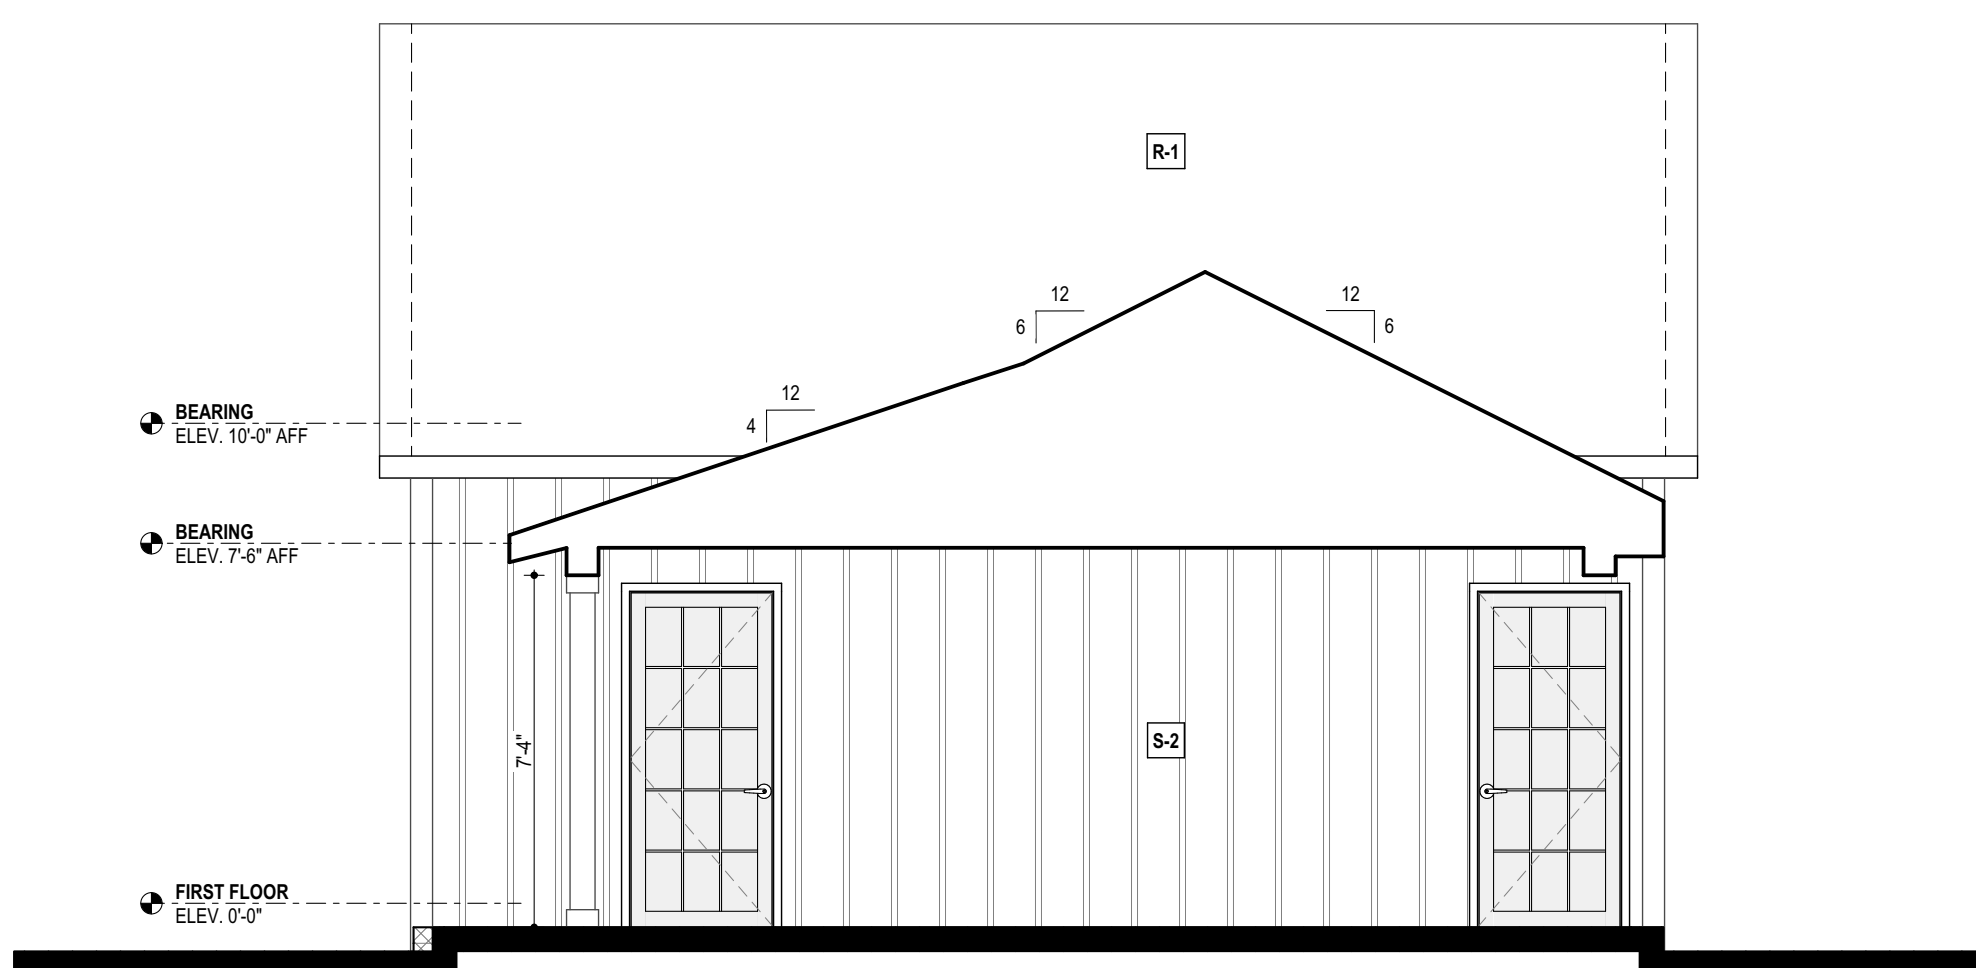 R-1
12
6
12
6
12
4
BEARING
ELEV. 10'-0" AFF
BEARING
ELEV. 7'-6" AFF
7'-4"
S-2
FIRST FLOOR
ELEV. 0'-0"